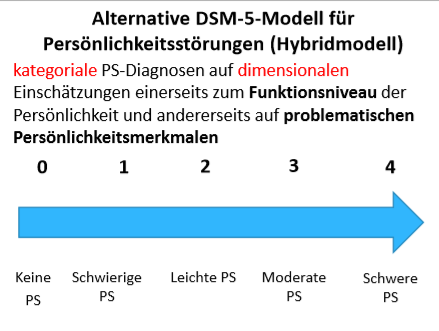 Alternative DSM-5-Modell für
Persönlichkeitsstörungen (Hybridmodell)
kategoriale PS-Diagnosen auf dimensionalen
Einschätzungen einerseits zum Funktionsniveau der
Persönlichkeit und andererseits auf problematischen
Persönlichkeitsmerkmalen
0 1 2 3 4
Keine Schwierige Leichte PS Moderate Schwere
PS PS PS PS